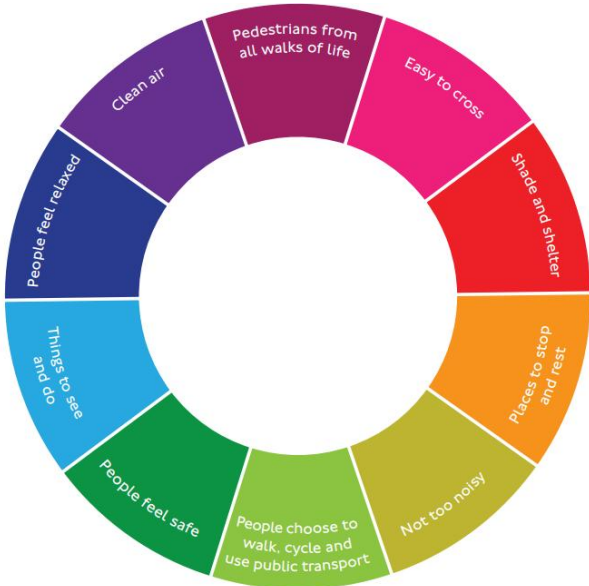 Pedestrians from
all walks of life
Easy to cross
Shade and shelter
Places to stop
and rest
Not too noisy
People choose to
walk, cycle and
use public transport
People feel safe
Things to see
and do
People feel relaxed
Clean air